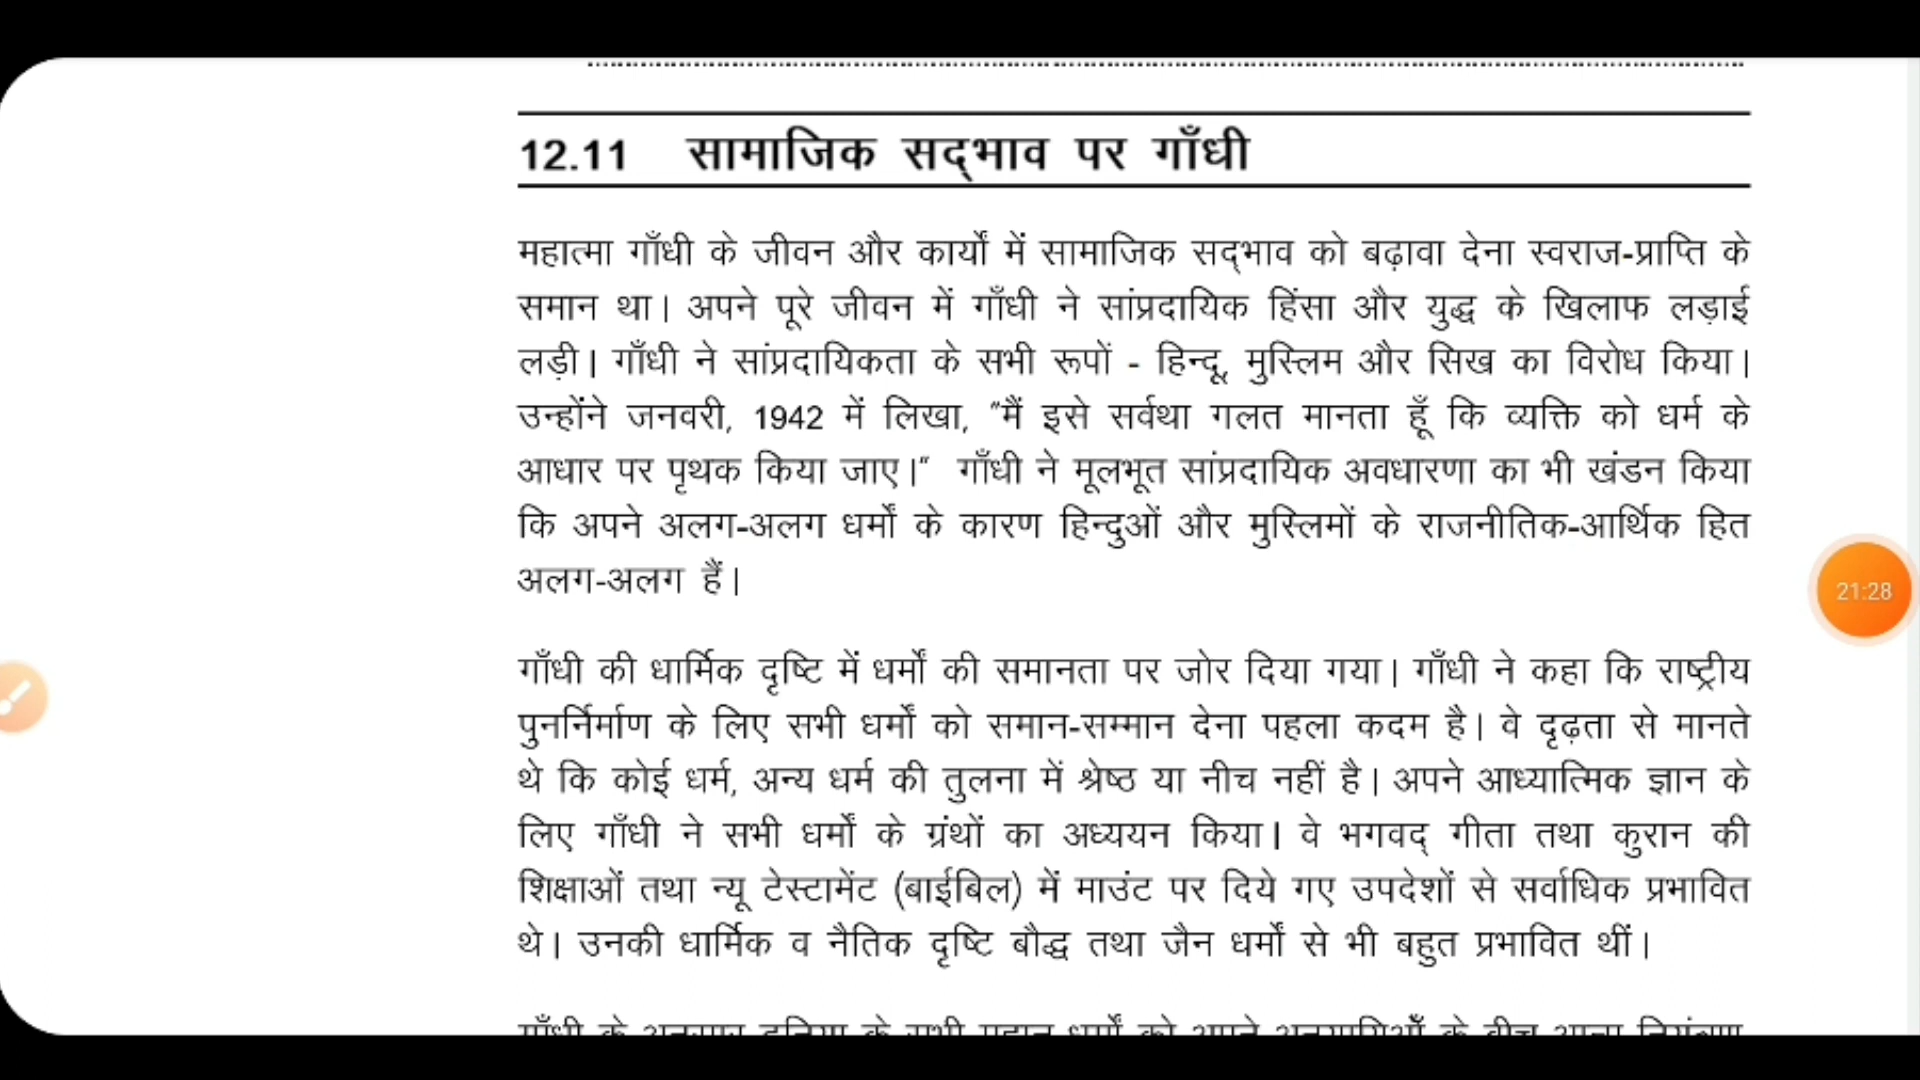 12.11 सामाजिक सद्‌भाव पर गाँधी
महात्मा गाँधी के जीवन और कार्यों में सामाजिक सद्‌भाव को बढ़ावा देना स्वराज-प्राप्ति के
समान था। अपने पूरे जीवन में गाँधी ने सांप्रदायिक हिंसा और युद्ध के खिलाफ लड़ाई
लड़ी। गाँधी ने सांप्रदायिकता के सभी रूपों - हिन्दू, मुस्लिम और सिख का विरोध किया।
उन्होंने जनवरी, 1942 में लिखा, "मैं इसे सर्वथा गलत मानता हूँ कि व्यक्ति को धर्म के
आधार पर पृथक किया जाए।" गाँधी ने मूलभूत सांप्रदायिक अवधारणा का भी खंडन किया
कि अपने अलग-अलग धर्मों के कारण हिन्दुओं और मुस्लिमों के राजनीतिक-आर्थिक हित
अलग-अलग हैं।
21:28
गाँधी की धार्मिक दृष्टि में धर्मों की समानता पर जोर दिया गया। गाँधी ने कहा कि राष्ट्रीय
पुनर्निर्माण के लिए सभी धर्मों को समान-सम्मान देना पहला कदम है। वे दृढ़ता से मानते
थे कि कोई धर्म, अन्य धर्म की तुलना में श्रेष्ठ या नीच नहीं है। अपने आध्यात्मिक ज्ञान के
लिए गाँधी ने सभी धर्मों के ग्रंथों का अध्ययन किया। वे भगवद् गीता तथा कुरान की
शिक्षाओं तथा न्यू टेस्टामेंट (बाईबिल) में माउंट पर दिये गए उपदेशों से सर्वाधिक प्रभावित
थे। उनकी धार्मिक व नैतिक दृष्टि बौद्ध तथा जैन धर्मों से भी बहुत प्रभावित थीं।